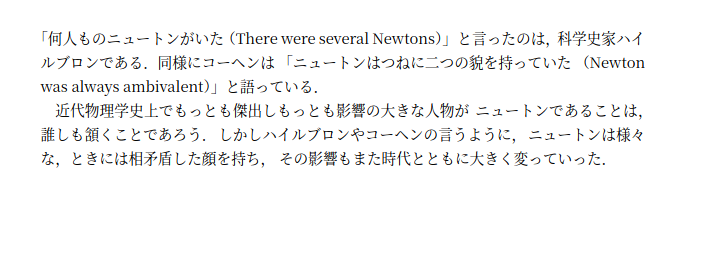 「何人ものニュートンがいた（There were several Newtons）」と言ったのは，科学史家ハイ
ルブロンである．同様にコーヘンは「ニュートンはつねに二つの貌を持っていた （Newton
was always ambivalent）」と語っている．
近代物理学史上でもっとも傑出しもっとも影響の大きな人物が ニュートンであることは，
誰しも頷くことであろう．しかしハイルブロンやコーヘンの言うように， ニュートンは様々
な，ときには相矛盾した顔を持ち， その影響もまた時代とともに大きく変っていった．